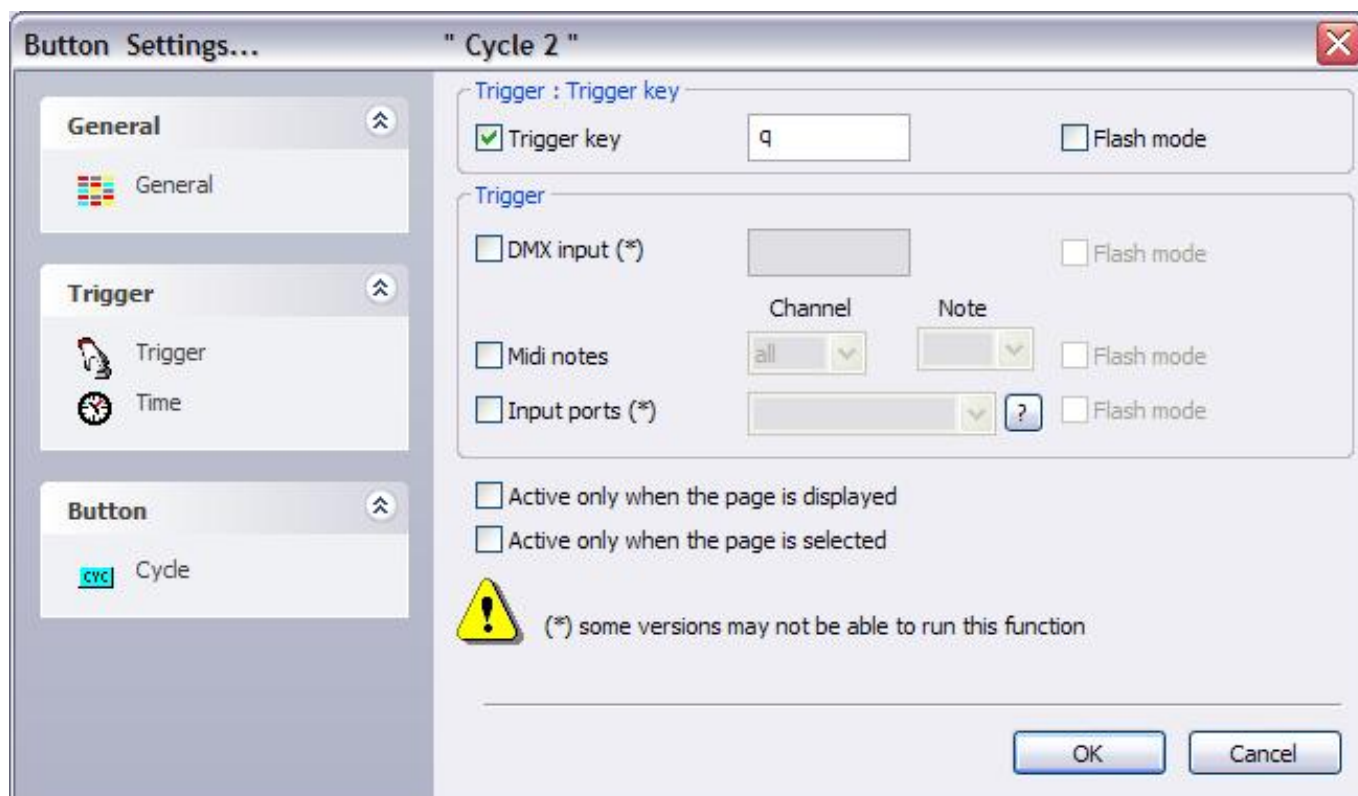 Button Settings... " Cycle 2 "
General
General
Trigger
Trigger
Time
Button
CYC Cycle
Trigger : Trigger key
Trigger key q Flash mode
Trigger
DMX input (*) Flash mode
Channel Note
Midi notes all Flash mode
Input ports (*) ? Flash mode
Active only when the page is displayed
Active only when the page is selected
(*) some versions may not be able to run this function
OK Cancel